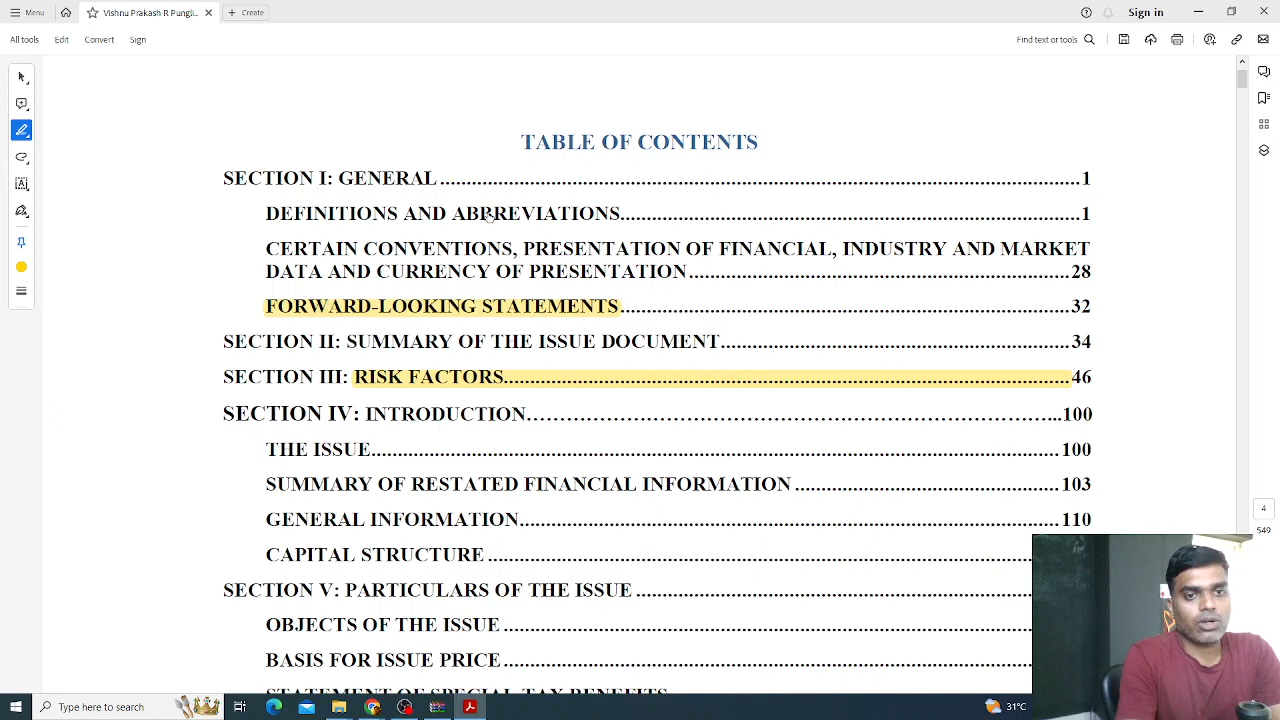 Menu
Vishnu Prakash R Pungli...
Create
Sign in
All tools Edit Convert Sign
Find text or tools
TABLE OF CONTENTS
SECTION I: GENERAL ........................................................ 1
DEFINITIONS AND ABBREVIATIONS........................................................ 1
CERTAIN CONVENTIONS, PRESENTATION OF FINANCIAL, INDUSTRY AND MARKET
DATA AND CURRENCY OF PRESENTATION ........................................................ 28
FORWARD-LOOKING STATEMENTS........................................................ 32
SECTION II: SUMMARY OF THE ISSUE DOCUMENT........................................................ 34
SECTION III: RISK FACTORS........................................................ 46
SECTION IV: INTRODUCTION........................................................ 100
THE ISSUE........................................................ 100
SUMMARY OF RESTATED FINANCIAL INFORMATION ........................................................ 103
GENERAL INFORMATION........................................................ 110
CAPITAL STRUCTURE ........................................................
SECTION V: PARTICULARS OF THE ISSUE ........................................................
OBJECTS OF THE ISSUE ........................................................
BASIS FOR ISSUE PRICE ........................................................
STATEMENT OF SPECIAL TAX BENEFITS
4
549
Type here to search
31°C